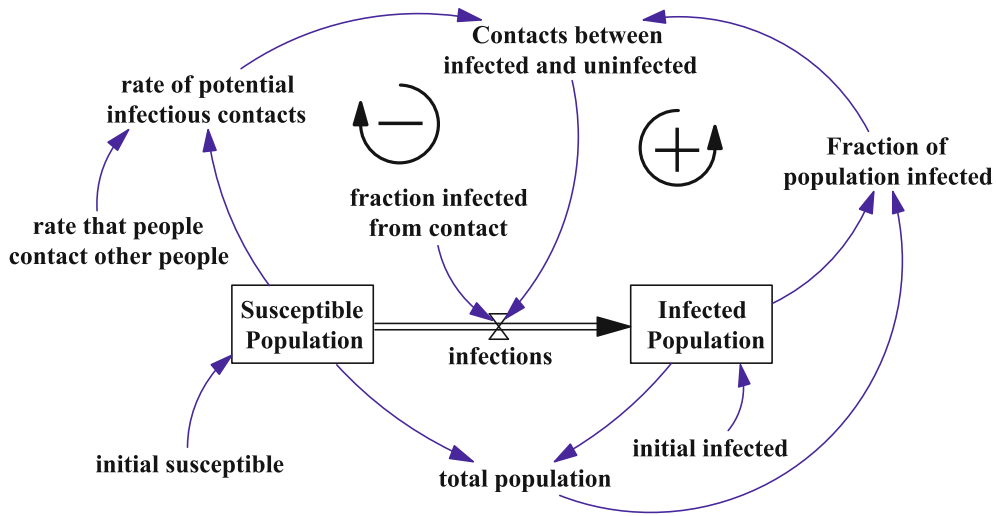 Contacts between
infected and uninfected
rate of potential
infectious contacts
Fraction of
population infected
fraction infected
from contact
rate that people
contact other people
Susceptible
Population
infections
Infected
Population
initial susceptible
total population
initial infected